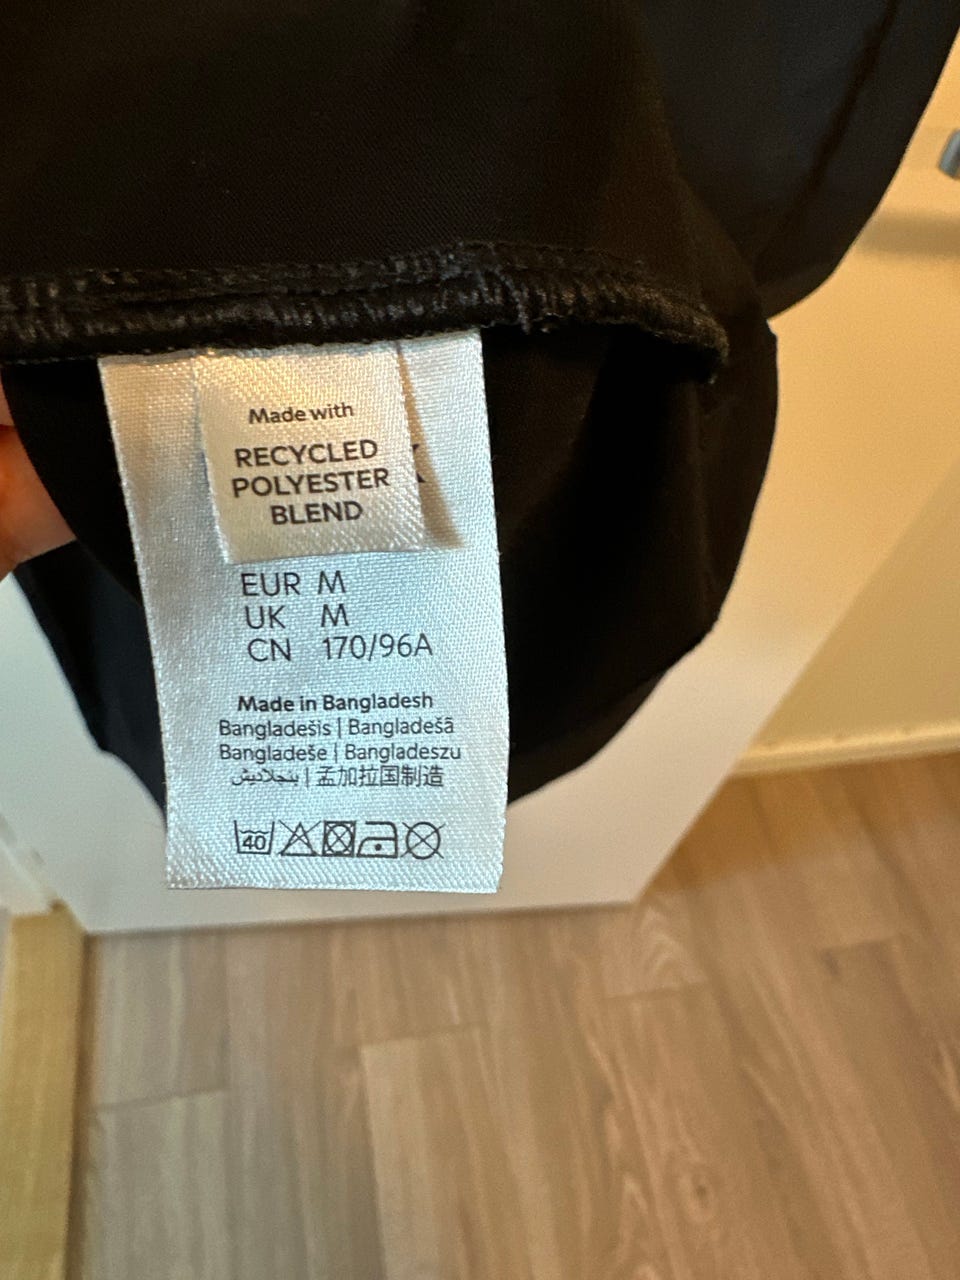 Made with
RECYCLED
POLYESTER
BLEND
EUR M
UK M
CN 170/96A
Made in Bangladesh
Bangladešis | Bangladešā
Bangladeše | Bangladeszu
بنجلاديش | 孟加拉国制造
40